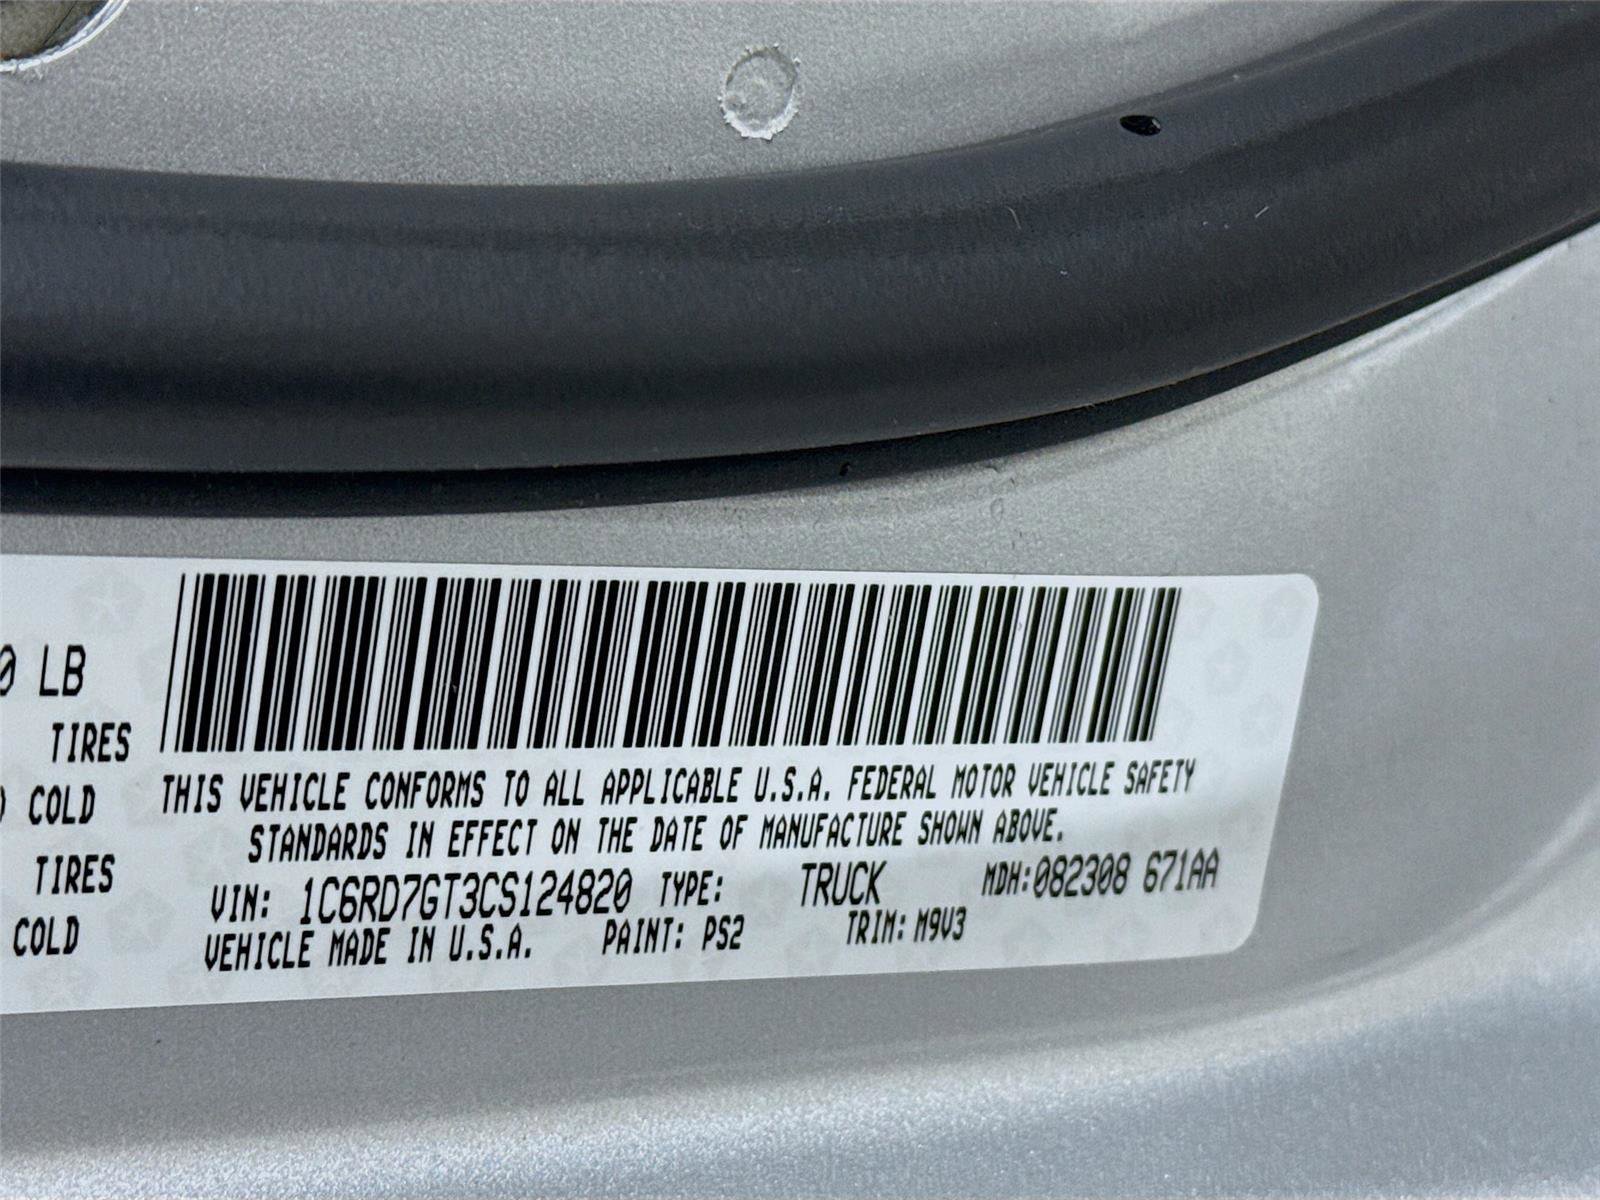 0 LB
TIRES
COLD
TIRES
COLD
THIS VEHICLE CONFORMS TO ALL APPLICABLE U.S.A. FEDERAL MOTOR VEHICLE SAFETY
STANDARDS IN EFFECT ON THE DATE OF MANUFACTURE SHOWN ABOVE.
VIN: 1C6RD7GT3CS124820 TYPE: TRUCK MDH:082308 671AA
VEHICLE MADE IN U.S.A. PAINT: PS2 TRIM: M9V3